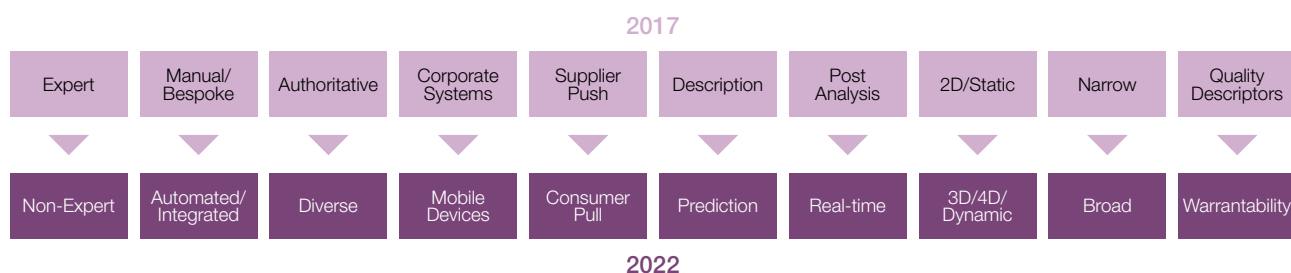 2017
Expert
Manual/
Bespoke
Authoritative
Corporate
Systems
Supplier
Push
Description
Post
Analysis
2D/Static
Narrow
Quality
Descriptors
Non-Expert
Automated/
Integrated
Diverse
Mobile
Devices
Consumer
Pull
Prediction
Real-time
3D/4D/
Dynamic
Broad
Warrantability
2022